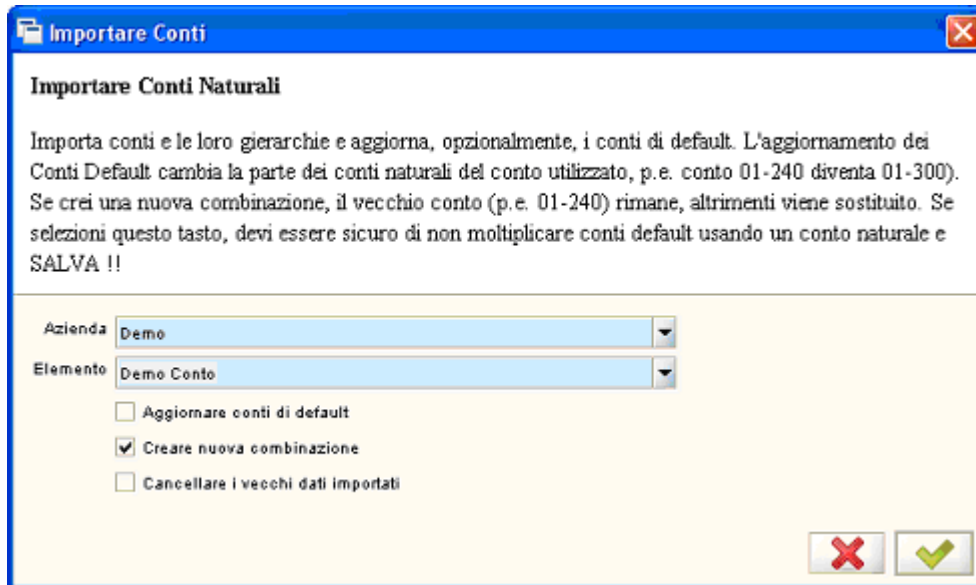 Importare Conti
Importare Conti Naturali
Importa conti e le loro gierarchie e aggiorna, opzionalmente, i conti di default. L'aggiornamento dei
Conti Default cambia la parte dei conti naturali del conto utilizzato, p.e. conto 01-240 diventa 01-300).
Se crei una nuova combinazione, il vecchio conto (p.e. 01-240) rimane, altrimenti viene sostituito. Se
selezioni questo tasto, devi essere sicuro di non moltiplicare conti default usando un conto naturale e
SALVA !!
Azienda Demo
Elemento Demo Conto
Aggiornare conti di default
Creare nuova combinazione
Cancellare i vecchi dati importati